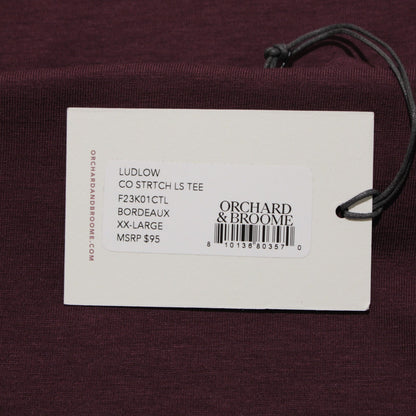 ORCHARDANDBROOME.COM
LUDLOW
CO STRTCH LS TEE
F23K01CTL
BORDEAUX
XX-LARGE
MSRP $95
ORCHARD
& BROOME
8 10136 80357 0